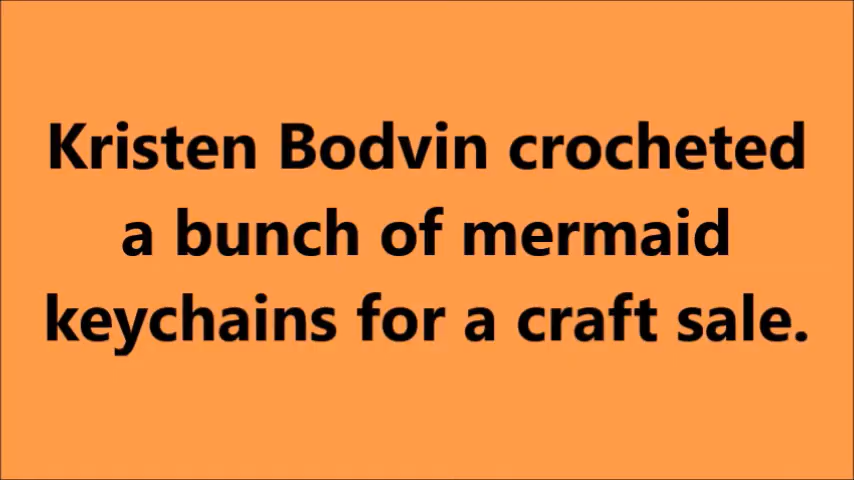 Kristen Bodvin crocheted
a bunch of mermaid
keychains for a craft sale.